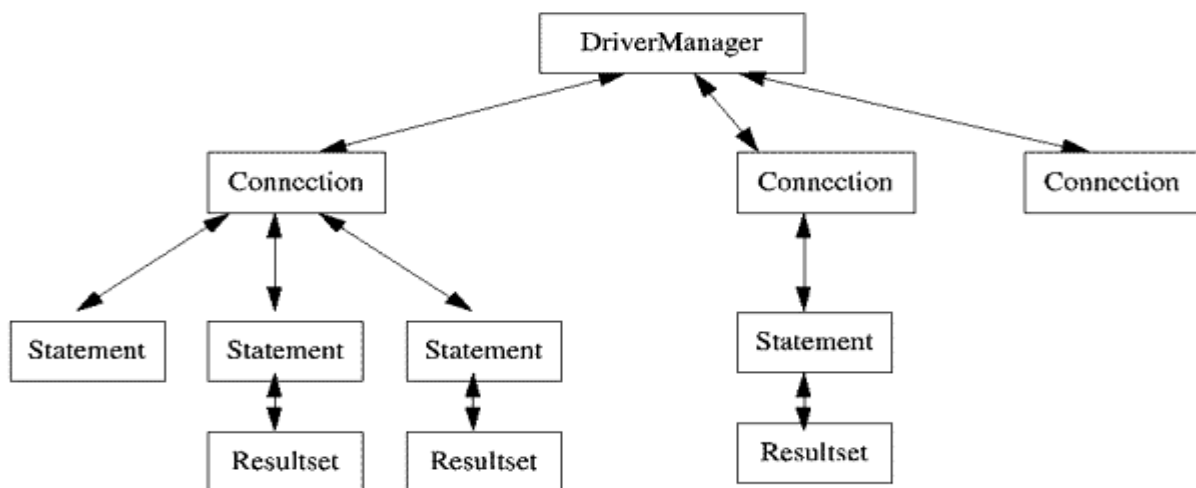 DriverManager
Connection
Connection
Connection
Statement
Statement
Statement
Statement
Resultset
Resultset
Resultset